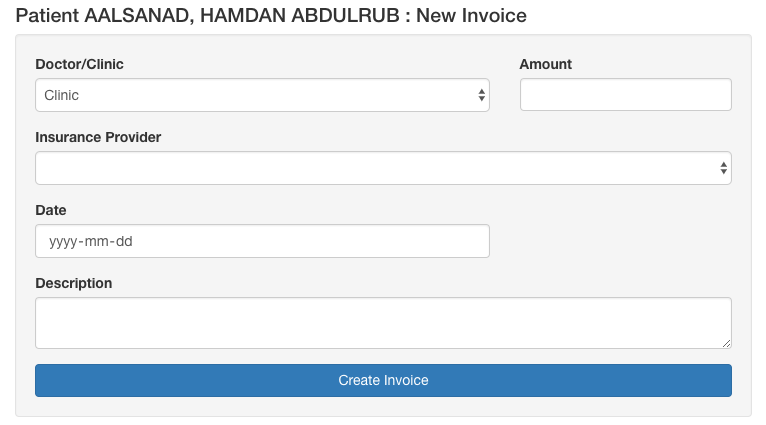 Patient AALSANAD, HAMDAN ABDULRUB : New Invoice
Doctor/Clinic
Amount
Clinic
Insurance Provider
Date
yyyy-mm-dd
Description
Create Invoice